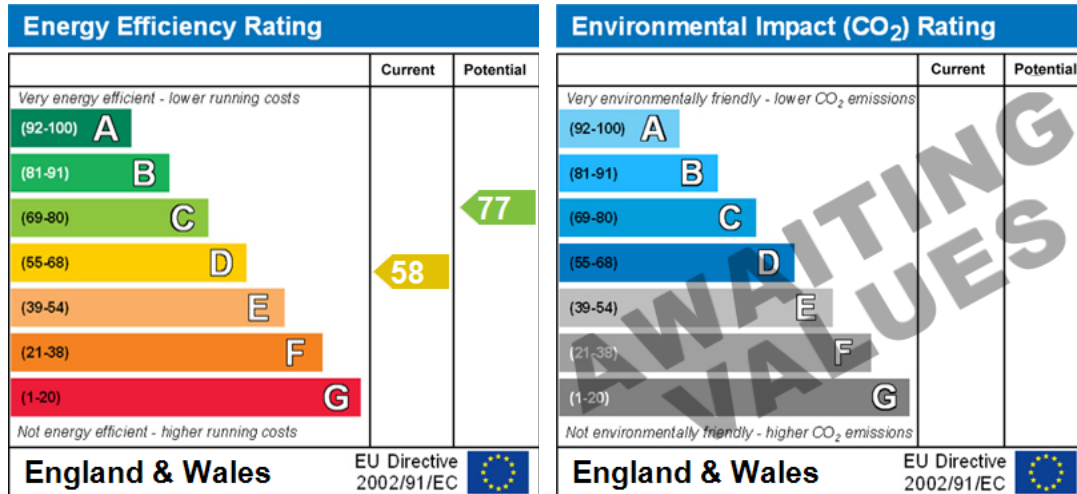 Energy Efficiency Rating
Current Potential
Very energy efficient - lower running costs
(92-100) A
(81-91) B
(69-80) C
77
(55-68) D
58
(39-54) E
(21-38) F
(1-20) G
Not energy efficient - higher running costs
England & Wales
EU Directive
2002/91/EC
Environmental Impact (CO₂) Rating
Current Potential
Very environmentally friendly - lower CO₂ emissions
(92-100) A
(81-91) B
(69-80) C
(55-68) D
(39-54) E
(21-38) F
(1-20) G
AWAITING
VALUES
Not environmentally friendly - higher CO₂ emissions
England & Wales
EU Directive
2002/91/EC